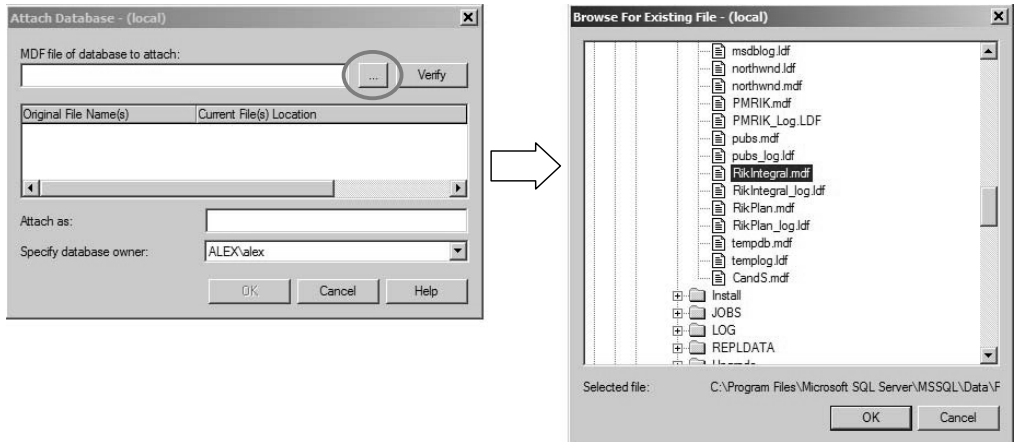 Attach Database - (local)
MDF file of database to attach:
...
Verify
Original File Name(s) Current File(s) Location
Attach as:
Specify database owner: ALEX\alex
OK Cancel Help
Browse For Existing File - (local)
msdblog.ldf
northwnd.ldf
northwnd.mdf
PMRIK.mdf
PMRIK_Log.LDF
pubs.mdf
pubs_log.ldf
RikIntegral.mdf
RikIntegral_log.ldf
RikPlan.mdf
RikPlan_log.ldf
tempdb.mdf
templog.ldf
CandS.mdf
Install
JOBS
LOG
REPLDATA
Selected file: C:\Program Files\Microsoft SQL Server\MSSQL\Data\F
OK Cancel